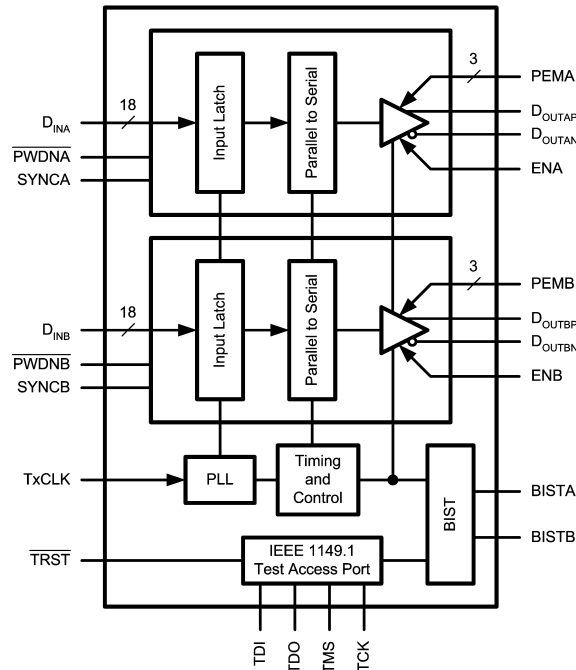 3
PEMA
18
D_INA
Input Latch
Parallel to Serial
D_OUTAP
D_OUTAN
PWDNA
SYNCA
ENA
3
PEMB
18
D_INB
Input Latch
Parallel to Serial
D_OUTBP
D_OUTBN
PWDNB
SYNCB
ENB
TxCLK
PLL
Timing
and
Control
BIST
BISTA
BISTB
TRST
IEEE 1149.1
Test Access Port
TDI
TDO
TMS
TCK